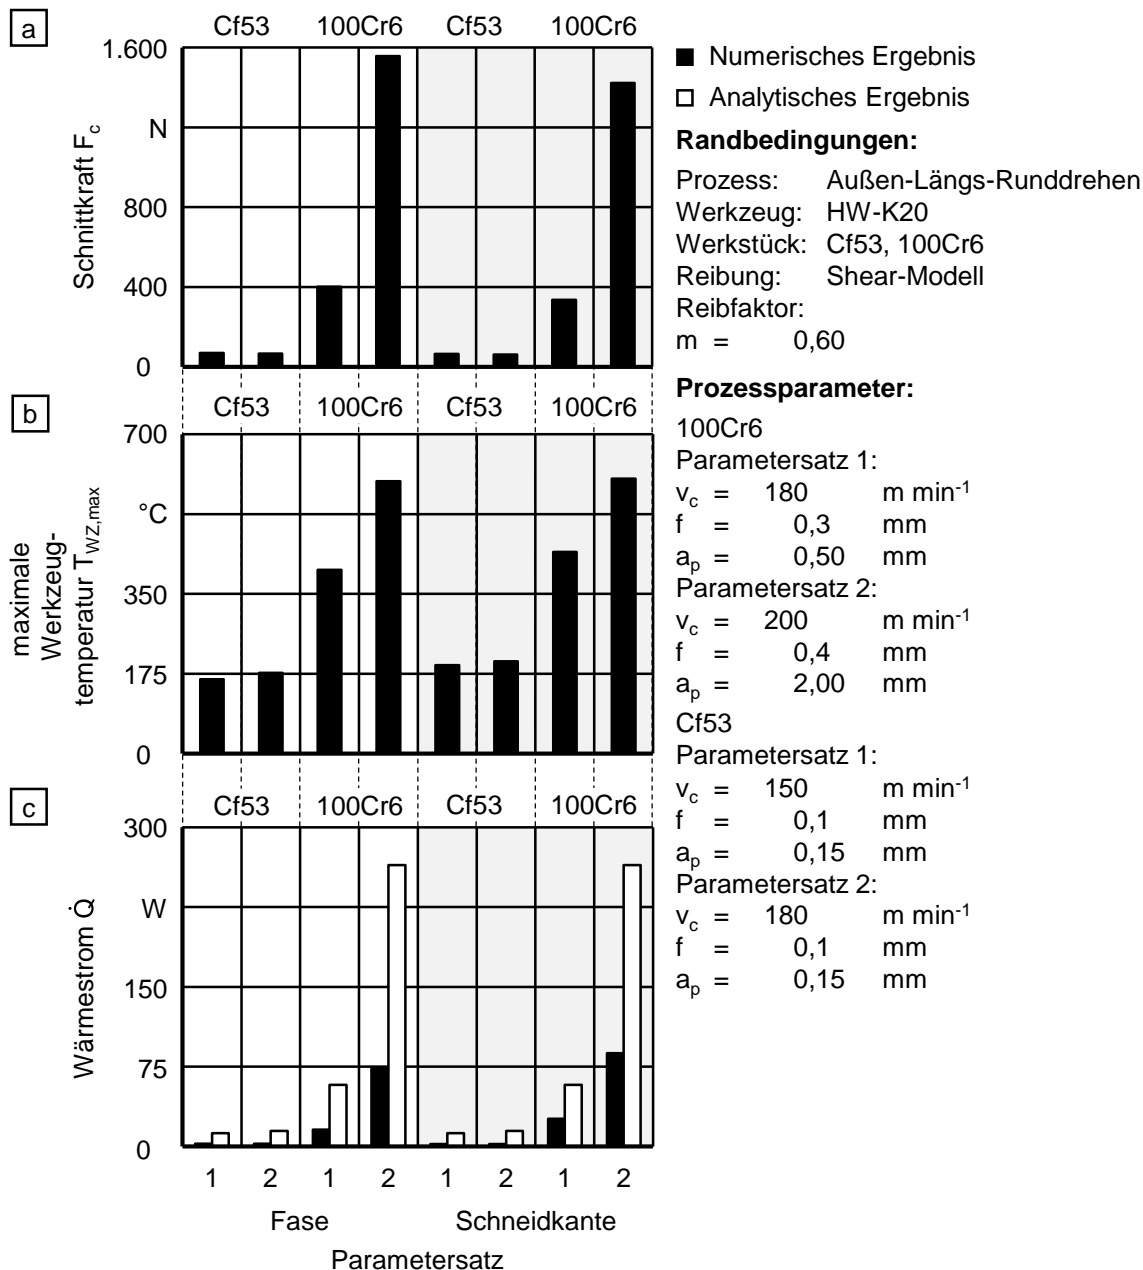 a
Cf53 100Cr6 Cf53 100Cr6
1.600
N
800
400
0
Schnittkraft F_c
b
Cf53 100Cr6 Cf53 100Cr6
700
°C
350
175
0
maximale
Werkzeug-
temperatur T_WZ,max
c
Cf53 100Cr6 Cf53 100Cr6
300
W
150
75
0
Wärmestrom Q̇
1 2 1 2 1 2 1 2
Fase Schneidkante
Parametersatz
Numerisches Ergebnis
Analytisches Ergebnis
Randbedingungen:
Prozess: Außen-Längs-Runddrehen
Werkzeug: HW-K20
Werkstück: Cf53, 100Cr6
Reibung: Shear-Modell
Reibfaktor:
m = 0,60
Prozessparameter:
100Cr6
Parametersatz 1:
v_c = 180 m min⁻¹
f = 0,3 mm
a_p = 0,50 mm
Parametersatz 2:
v_c = 200 m min⁻¹
f = 0,4 mm
a_p = 2,00 mm
Cf53
Parametersatz 1:
v_c = 150 m min⁻¹
f = 0,1 mm
a_p = 0,15 mm
Parametersatz 2:
v_c = 180 m min⁻¹
f = 0,1 mm
a_p = 0,15 mm